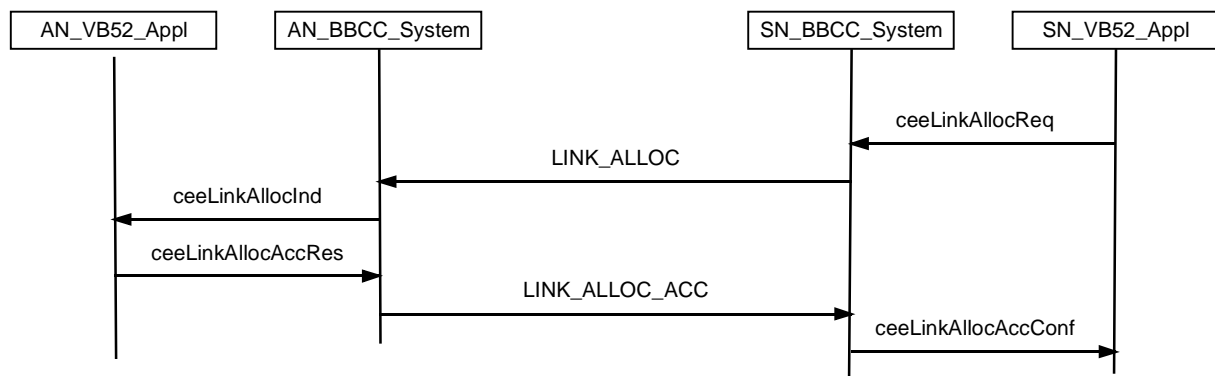 AN_VB52_Appl
AN_BBCC_System
SN_BBCC_System
SN_VB52_Appl
ceeLinkAllocReq
LINK_ALLOC
ceeLinkAllocInd
ceeLinkAllocAccRes
LINK_ALLOC_ACC
ceeLinkAllocAccConf